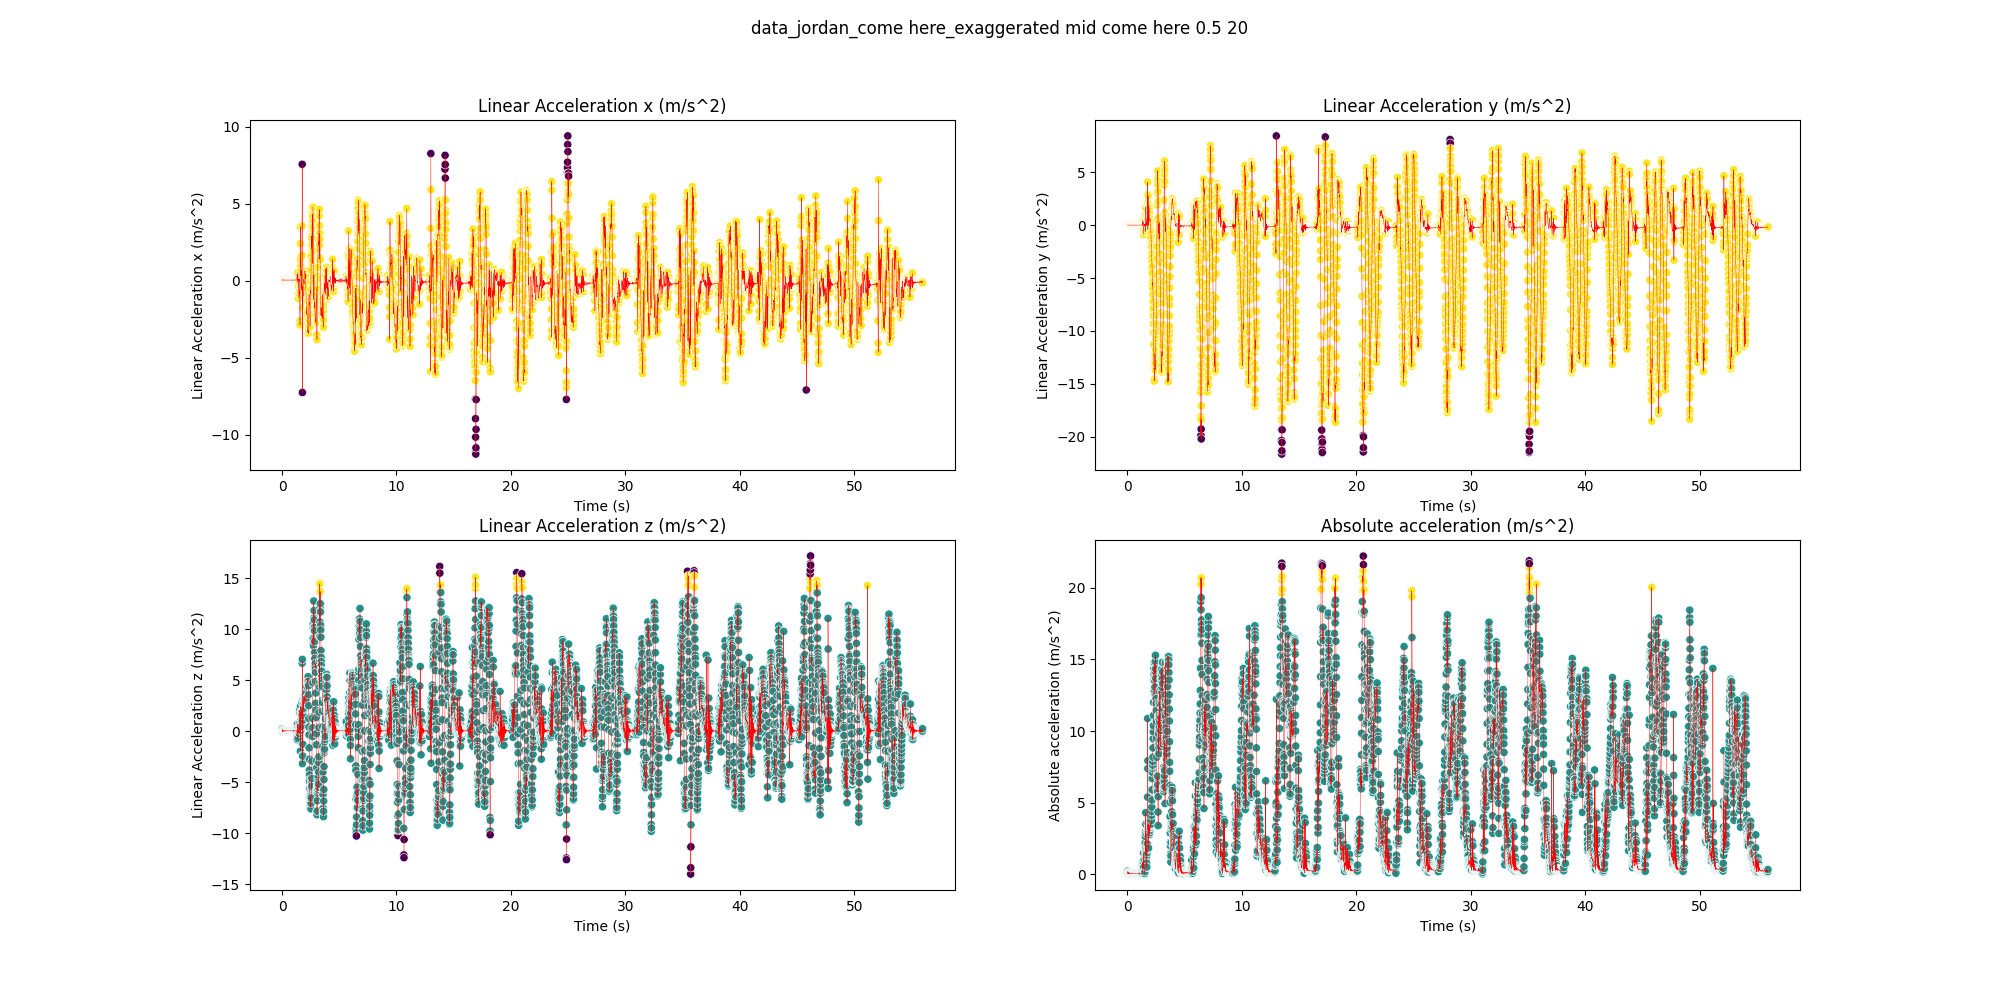 data_jordan_come here_exaggerated mid come here 0.5 20
Linear Acceleration x (m/s^2)
Linear Acceleration x (m/s^2)
10
5
0
−5
−10
0 10 20 30 40 50
Time (s)
Linear Acceleration y (m/s^2)
Linear Acceleration y (m/s^2)
5
0
−5
−10
−15
−20
0 10 20 30 40 50
Time (s)
Linear Acceleration z (m/s^2)
Linear Acceleration z (m/s^2)
15
10
5
0
−5
−10
−15
0 10 20 30 40 50
Time (s)
Absolute acceleration (m/s^2)
Absolute acceleration (m/s^2)
20
15
10
5
0
0 10 20 30 40 50
Time (s)